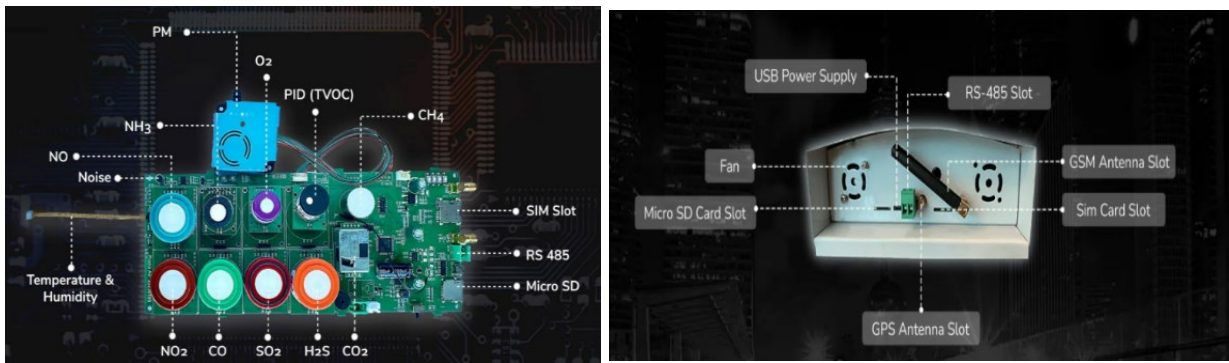 PM
O₂
PID (TVOC)
CH₄
NH₃
NO
Noise
SIM Slot
RS 485
Micro SD
Temperature &
Humidity
NO₂
CO
SO₂
H₂S
CO₂
USB Power Supply
RS-485 Slot
Fan
GSM Antenna Slot
Micro SD Card Slot
Sim Card Slot
GPS Antenna Slot